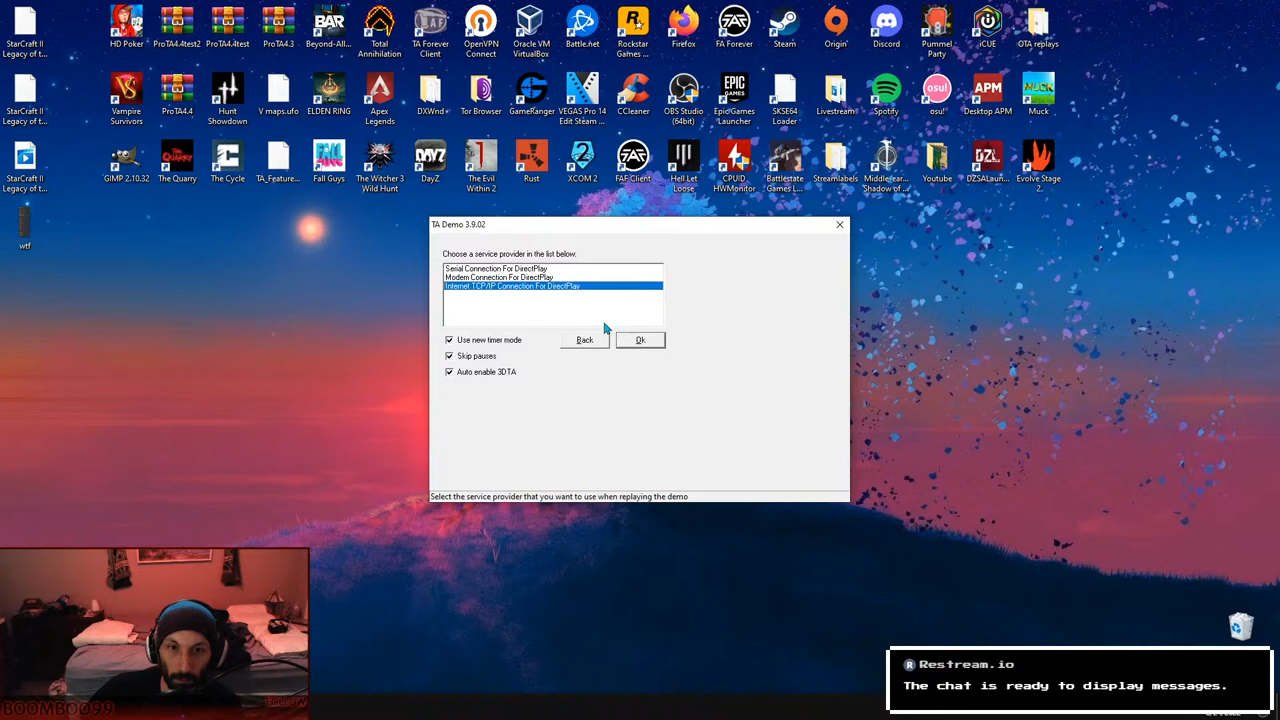 StarCraft II
Legacy of t...
HD Poker
ProTA4.4test2
ProTA4.4test
ProTA4.3
Beyond-All...
Total
Annihilation
TA Forever
Client
OpenVPN
Connect
Oracle VM
VirtualBox
Battle.net
Rockstar
Games ...
Firefox
FA Forever
Steam
Origin
Discord
Pummel
Party
iCUE
OTA replays
StarCraft II
Legacy of t...
Vampire
Survivors
ProTA4.4
Hunt
Showdown
V maps.ufo
ELDEN RING
Apex
Legends
DXWnd
Tor Browser
GameRanger
VEGAS Pro 14
Edit Steam ...
CCleaner
OBS Studio
(64bit)
Epic Games
Launcher
SKSE64
Loader
Livestream
Spotify
osu!
Desktop APM
Muck
StarCraft II
Legacy of t...
GIMP 2.10.32
The Quarry
The Cycle
TA_Feature...
Fall Guys
The Witcher 3
Wild Hunt
DayZ
The Evil
Within 2
Rust
XCOM 2
FAF Client
Hell Let
Loose
CPUID
HWMonitor
Battlestate
Games L...
Streamlabs
Middle-ear...
Shadow of ...
Youtube
DZSALaun...
Evolve Stage
2.
wtf
TA Demo 3.9.02
Choose a service provider in the list below:
Serial Connection For DirectPlay
Modem Connection For DirectPlay
Internet TCP/IP Connection For DirectPlay
Use new timer mode
Back
Ok
Skip pauses
Auto enable 3DTA
Select the service provider that you want to use when replaying the demo
Restream.io
The chat is ready to display messages.
BOOMBOO99